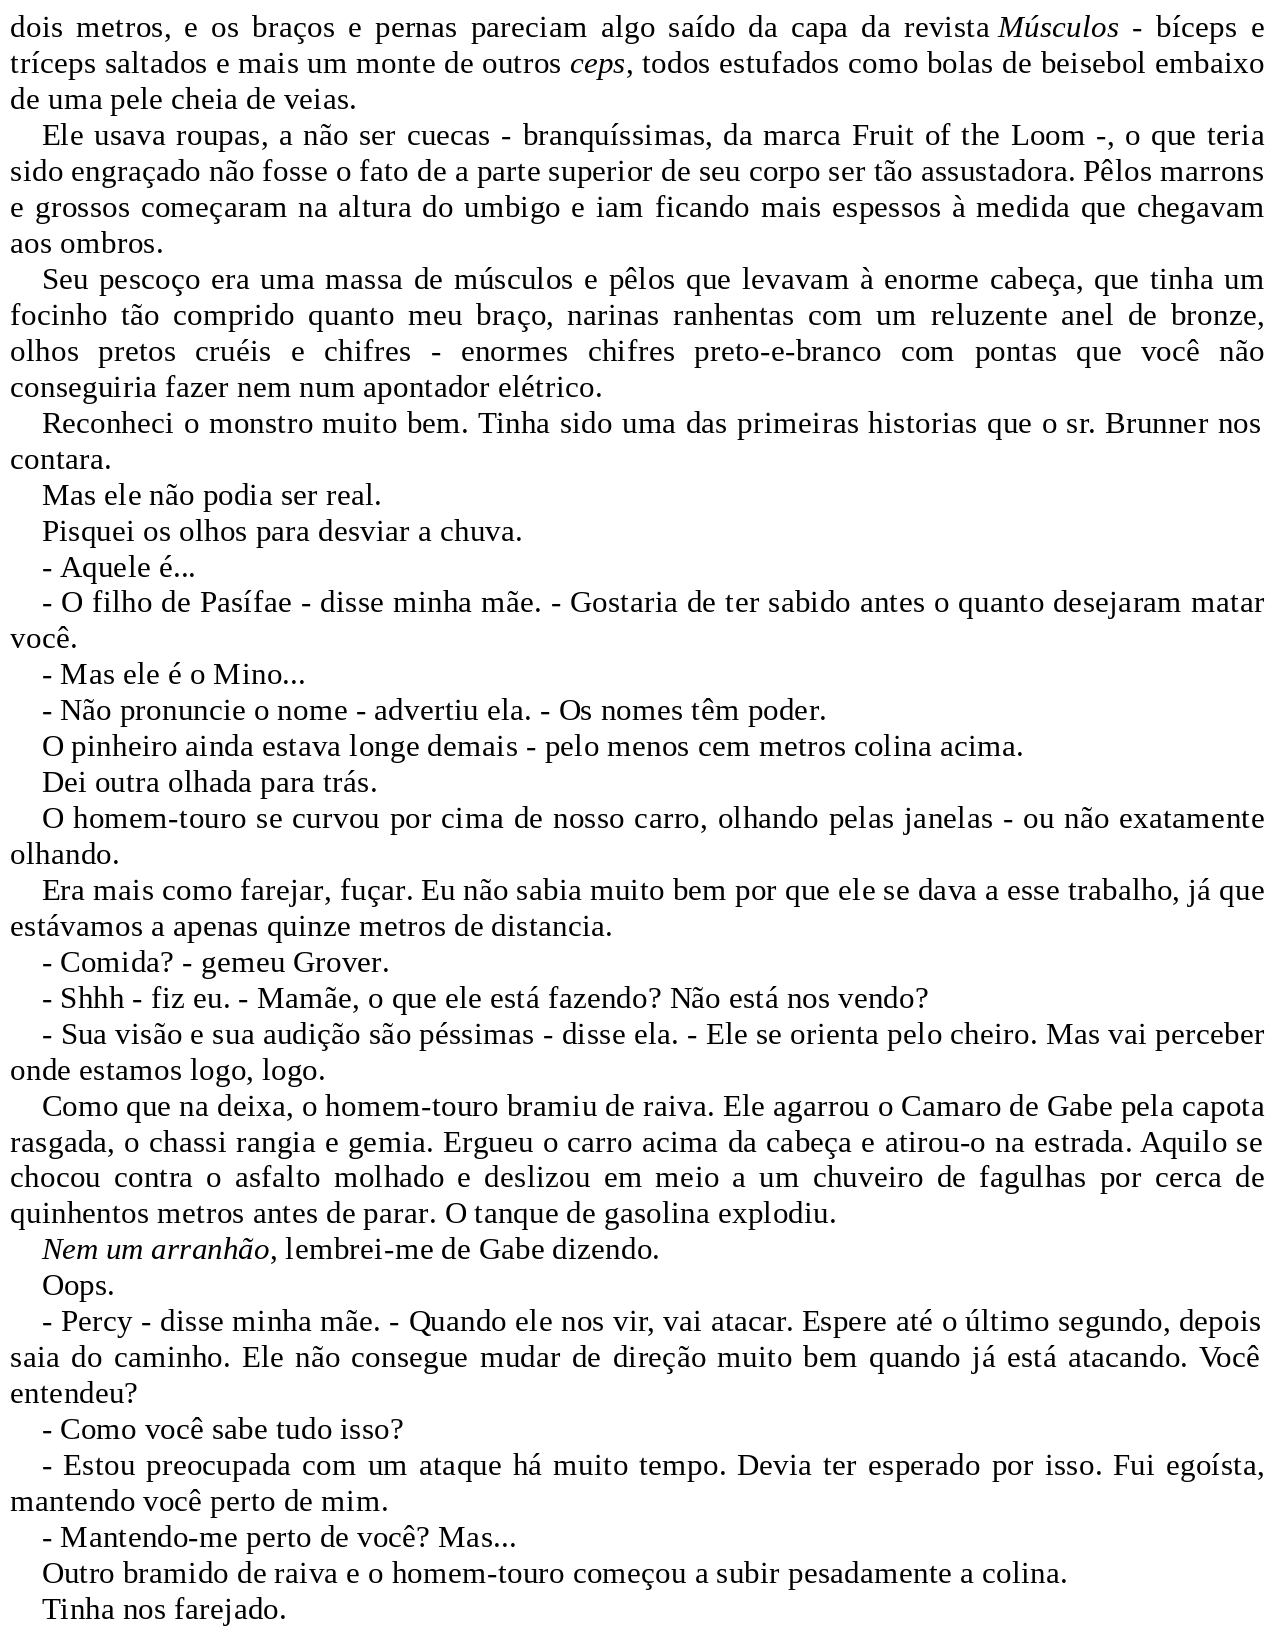 dois metros, e os braços e pernas pareciam algo saído da capa da revista Músculos - bíceps e
tríceps saltados e mais um monte de outros ceps, todos estufados como bolas de beisebol embaixo
de uma pele cheia de veias.
Ele usava roupas, a não ser cuecas - branquíssimas, da marca Fruit of the Loom -, o que teria
sido engraçado não fosse o fato de a parte superior de seu corpo ser tão assustadora. Pêlos marrons
e grossos começaram na altura do umbigo e iam ficando mais espessos à medida que chegavam
aos ombros.
Seu pescoço era uma massa de músculos e pêlos que levavam à enorme cabeça, que tinha um
focinho tão comprido quanto meu braço, narinas ranhentas com um reluzente anel de bronze,
olhos pretos cruéis e chifres - enormes chifres preto-e-branco com pontas que você não
conseguiria fazer nem num apontador elétrico.
Reconheci o monstro muito bem. Tinha sido uma das primeiras historias que o sr. Brunner nos
contara.
Mas ele não podia ser real.
Pisquei os olhos para desviar a chuva.
- Aquele é...
- O filho de Pasífae - disse minha mãe. - Gostaria de ter sabido antes o quanto desejaram matar
você.
- Mas ele é o Mino...
- Não pronuncie o nome - advertiu ela. - Os nomes têm poder.
O pinheiro ainda estava longe demais - pelo menos cem metros colina acima.
Dei outra olhada para trás.
O homem-touro se curvou por cima de nosso carro, olhando pelas janelas - ou não exatamente
olhando.
Era mais como farejar, fuçar. Eu não sabia muito bem por que ele se dava a esse trabalho, já que
estávamos a apenas quinze metros de distancia.
- Comida? - gemeu Grover.
- Shhh - fiz eu. - Mamãe, o que ele está fazendo? Não está nos vendo?
- Sua visão e sua audição são péssimas - disse ela. - Ele se orienta pelo cheiro. Mas vai perceber
onde estamos logo, logo.
Como que na deixa, o homem-touro bramiu de raiva. Ele agarrou o Camaro de Gabe pela capota
rasgada, o chassi rangia e gemia. Ergueu o carro acima da cabeça e atirou-o na estrada. Aquilo se
chocou contra o asfalto molhado e deslizou em meio a um chuveiro de fagulhas por cerca de
quinhentos metros antes de parar. O tanque de gasolina explodiu.
Nem um arranhão, lembrei-me de Gabe dizendo.
Oops.
- Percy - disse minha mãe. - Quando ele nos vir, vai atacar. Espere até o último segundo, depois
saia do caminho. Ele não consegue mudar de direção muito bem quando já está atacando. Você
entendeu?
- Como você sabe tudo isso?
- Estou preocupada com um ataque há muito tempo. Devia ter esperado por isso. Fui egoísta,
mantendo você perto de mim.
- Mantendo-me perto de você? Mas...
Outro bramido de raiva e o homem-touro começou a subir pesadamente a colina.
Tinha nos farejado.